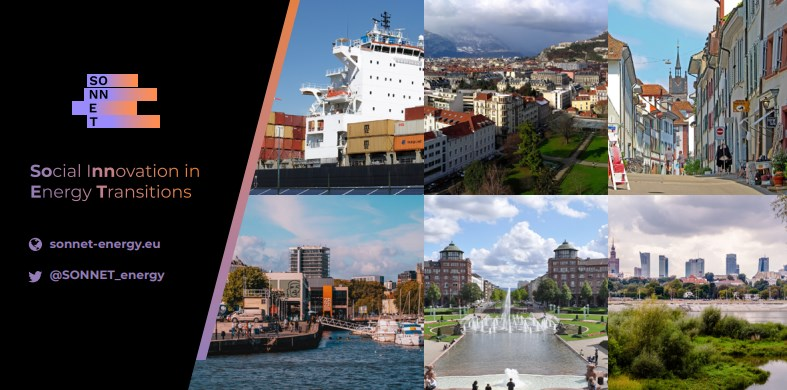 SO
NN
E
T
Social Innovation in
Energy Transitions
sonnet-energy.eu
@SONNET_energy